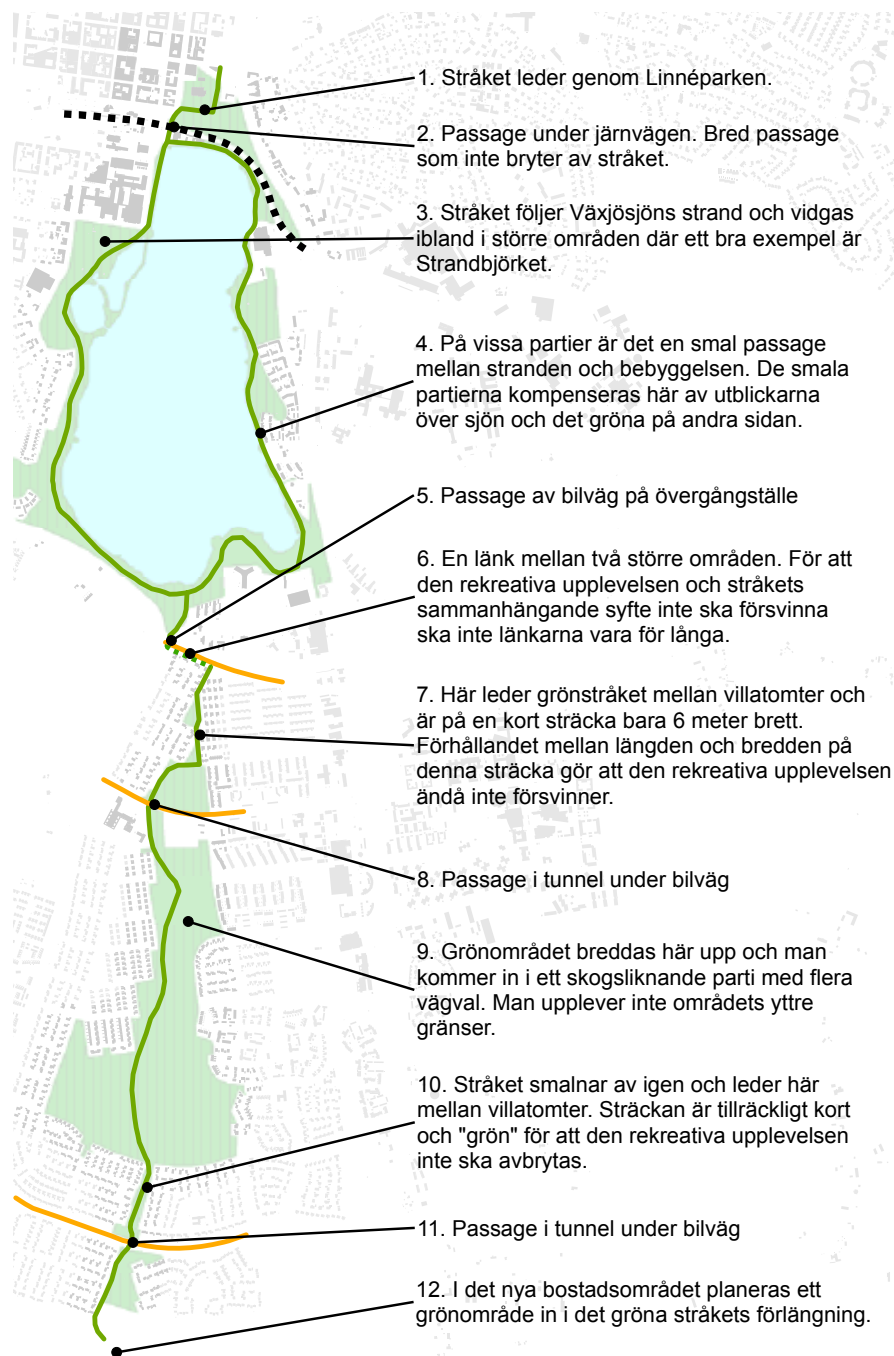 1. Stråket leder genom Linnéparken.
2. Passage under järnvägen. Bred passage
som inte bryter av stråket.
3. Stråket följer Växjösjöns strand och vidgas
ibland i större områden där ett bra exempel är
Strandbjörket.
4. På vissa partier är det en smal passage
mellan stranden och bebyggelsen. De smala
partierna kompenseras här av utblickarna
över sjön och det gröna på andra sidan.
5. Passage av bilväg på övergångställe
6. En länk mellan två större områden. För att
den rekreativa upplevelsen och stråkets
sammanhängande syfte inte ska försvinna
ska inte länkarna vara för långa.
7. Här leder grönstråket mellan villatomter och
är på en kort sträcka bara 6 meter brett.
Förhållandet mellan längden och bredden på
denna sträcka gör att den rekreativa upplevelsen
ändå inte försvinner.
8. Passage i tunnel under bilväg
9. Grönområdet breddas här upp och man
kommer in i ett skogsliknande parti med flera
vägval. Man upplever inte områdets yttre
gränser.
10. Stråket smalnar av igen och leder här
mellan villatomter. Sträckan är tillräckligt kort
och "grön" för att den rekreativa upplevelsen
inte ska avbrytas.
11. Passage i tunnel under bilväg
12. I det nya bostadsområdet planeras ett
grönområde in i det gröna stråkets förlängning.